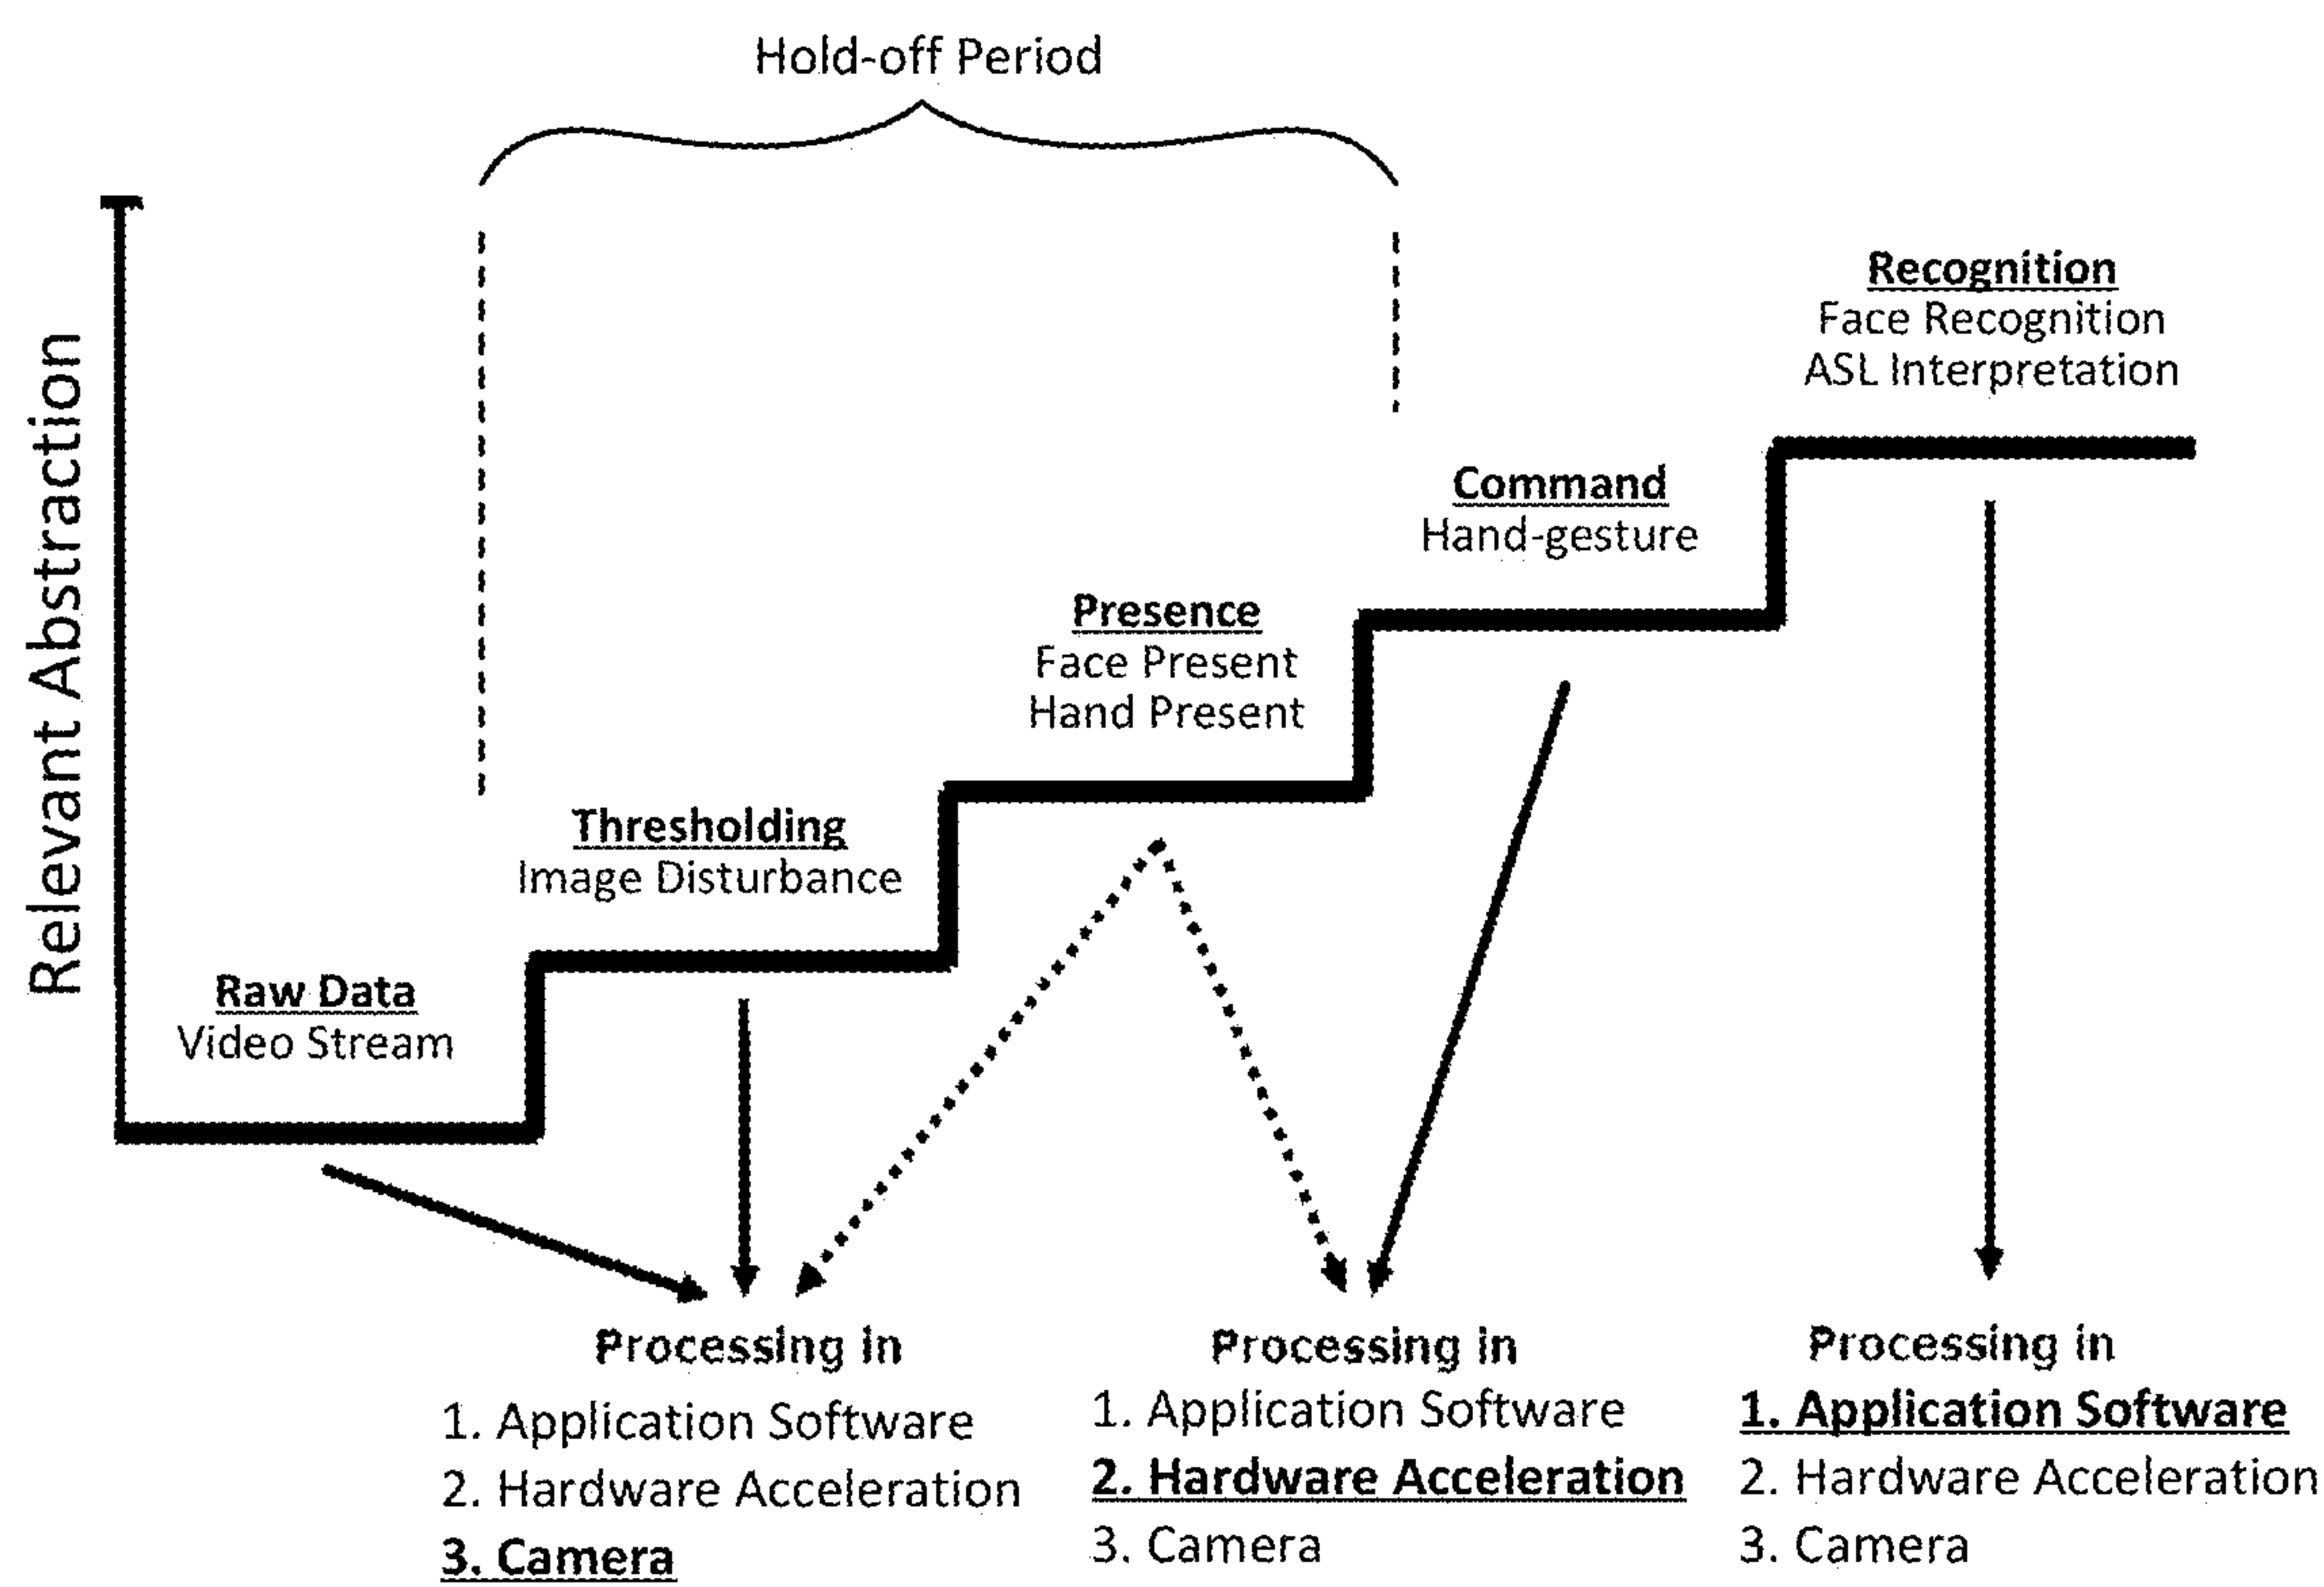 Hold-off Period
Relevant Abstraction
Recognition
Face Recognition
ASL Interpretation
Command
Hand-gesture
Presence
Face Present
Hand Present
Thresholding
Image Disturbance
Raw Data
Video Stream
Processing in
1. Application Software
2. Hardware Acceleration
3. Camera
Processing in
1. Application Software
2. Hardware Acceleration
3. Camera
Processing in
1. Application Software
2. Hardware Acceleration
3. Camera